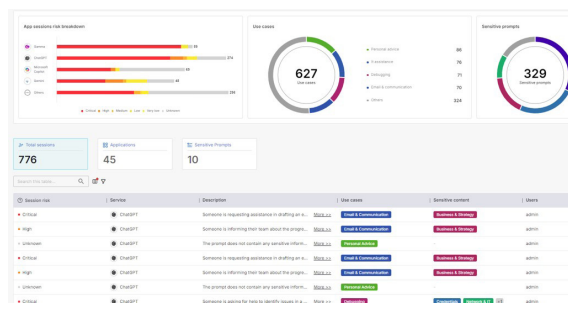 App sessions risk breakdown
Use cases
Sensitive prompts
ChatGPT
274
Microsoft
Copilot
Critical High Medium Low Very low Unknown
627
Use cases
Personal advice
Debugging 71
Email & communication 70
Others 324
329
Sensitive prompts
Total sessions
776
Applications
45
Sensitive Prompts
10
Search this table...
Session risk Service Description Use cases Sensitive content Users
Critical ChatGPT Someone is requesting assistance in drafting an e... More >> Email & Communication Business & Strategy admin
High ChatGPT Someone is informing their team about the progre... More >> Email & Communication Business & Strategy admin
Unknown ChatGPT The prompt does not contain any sensitive inform... More >> Personal Advice admin
Critical ChatGPT Someone is requesting assistance in drafting an e... More >> Email & Communication Business & Strategy admin
High ChatGPT Someone is informing their team about the progre... More >> Email & Communication Business & Strategy admin
Unknown ChatGPT The prompt does not contain any sensitive inform... More >> Personal Advice - admin
Critical ChatGPT Someone is asking for help to identify issues in a ... More >> Debugging Credentials Network & IT admin